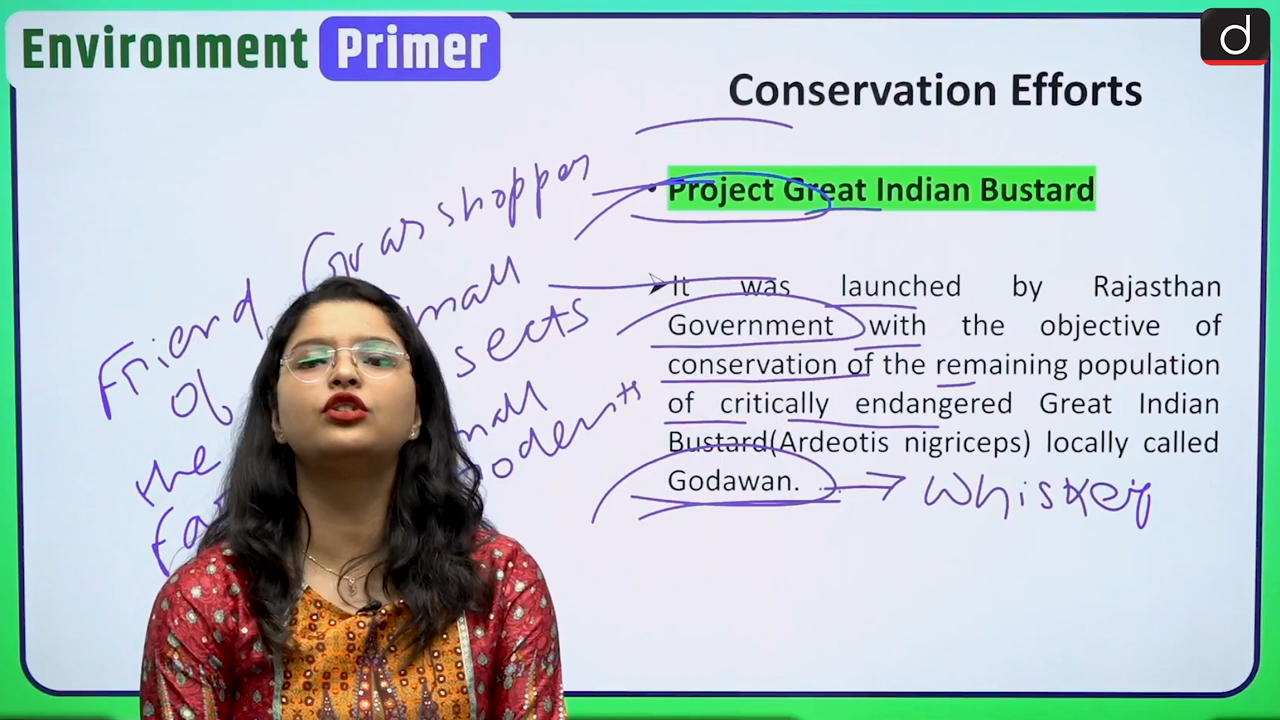 Environment Primer
d
Conservation Efforts
• Project Great Indian Bustard
It was launched by Rajasthan
Government with the objective of
conservation of the remaining population
of critically endangered Great Indian
Bustard(Ardeotis nigriceps) locally called
Godawan.
Whiskey
Grasshopper
small
sects
Friend
of
the